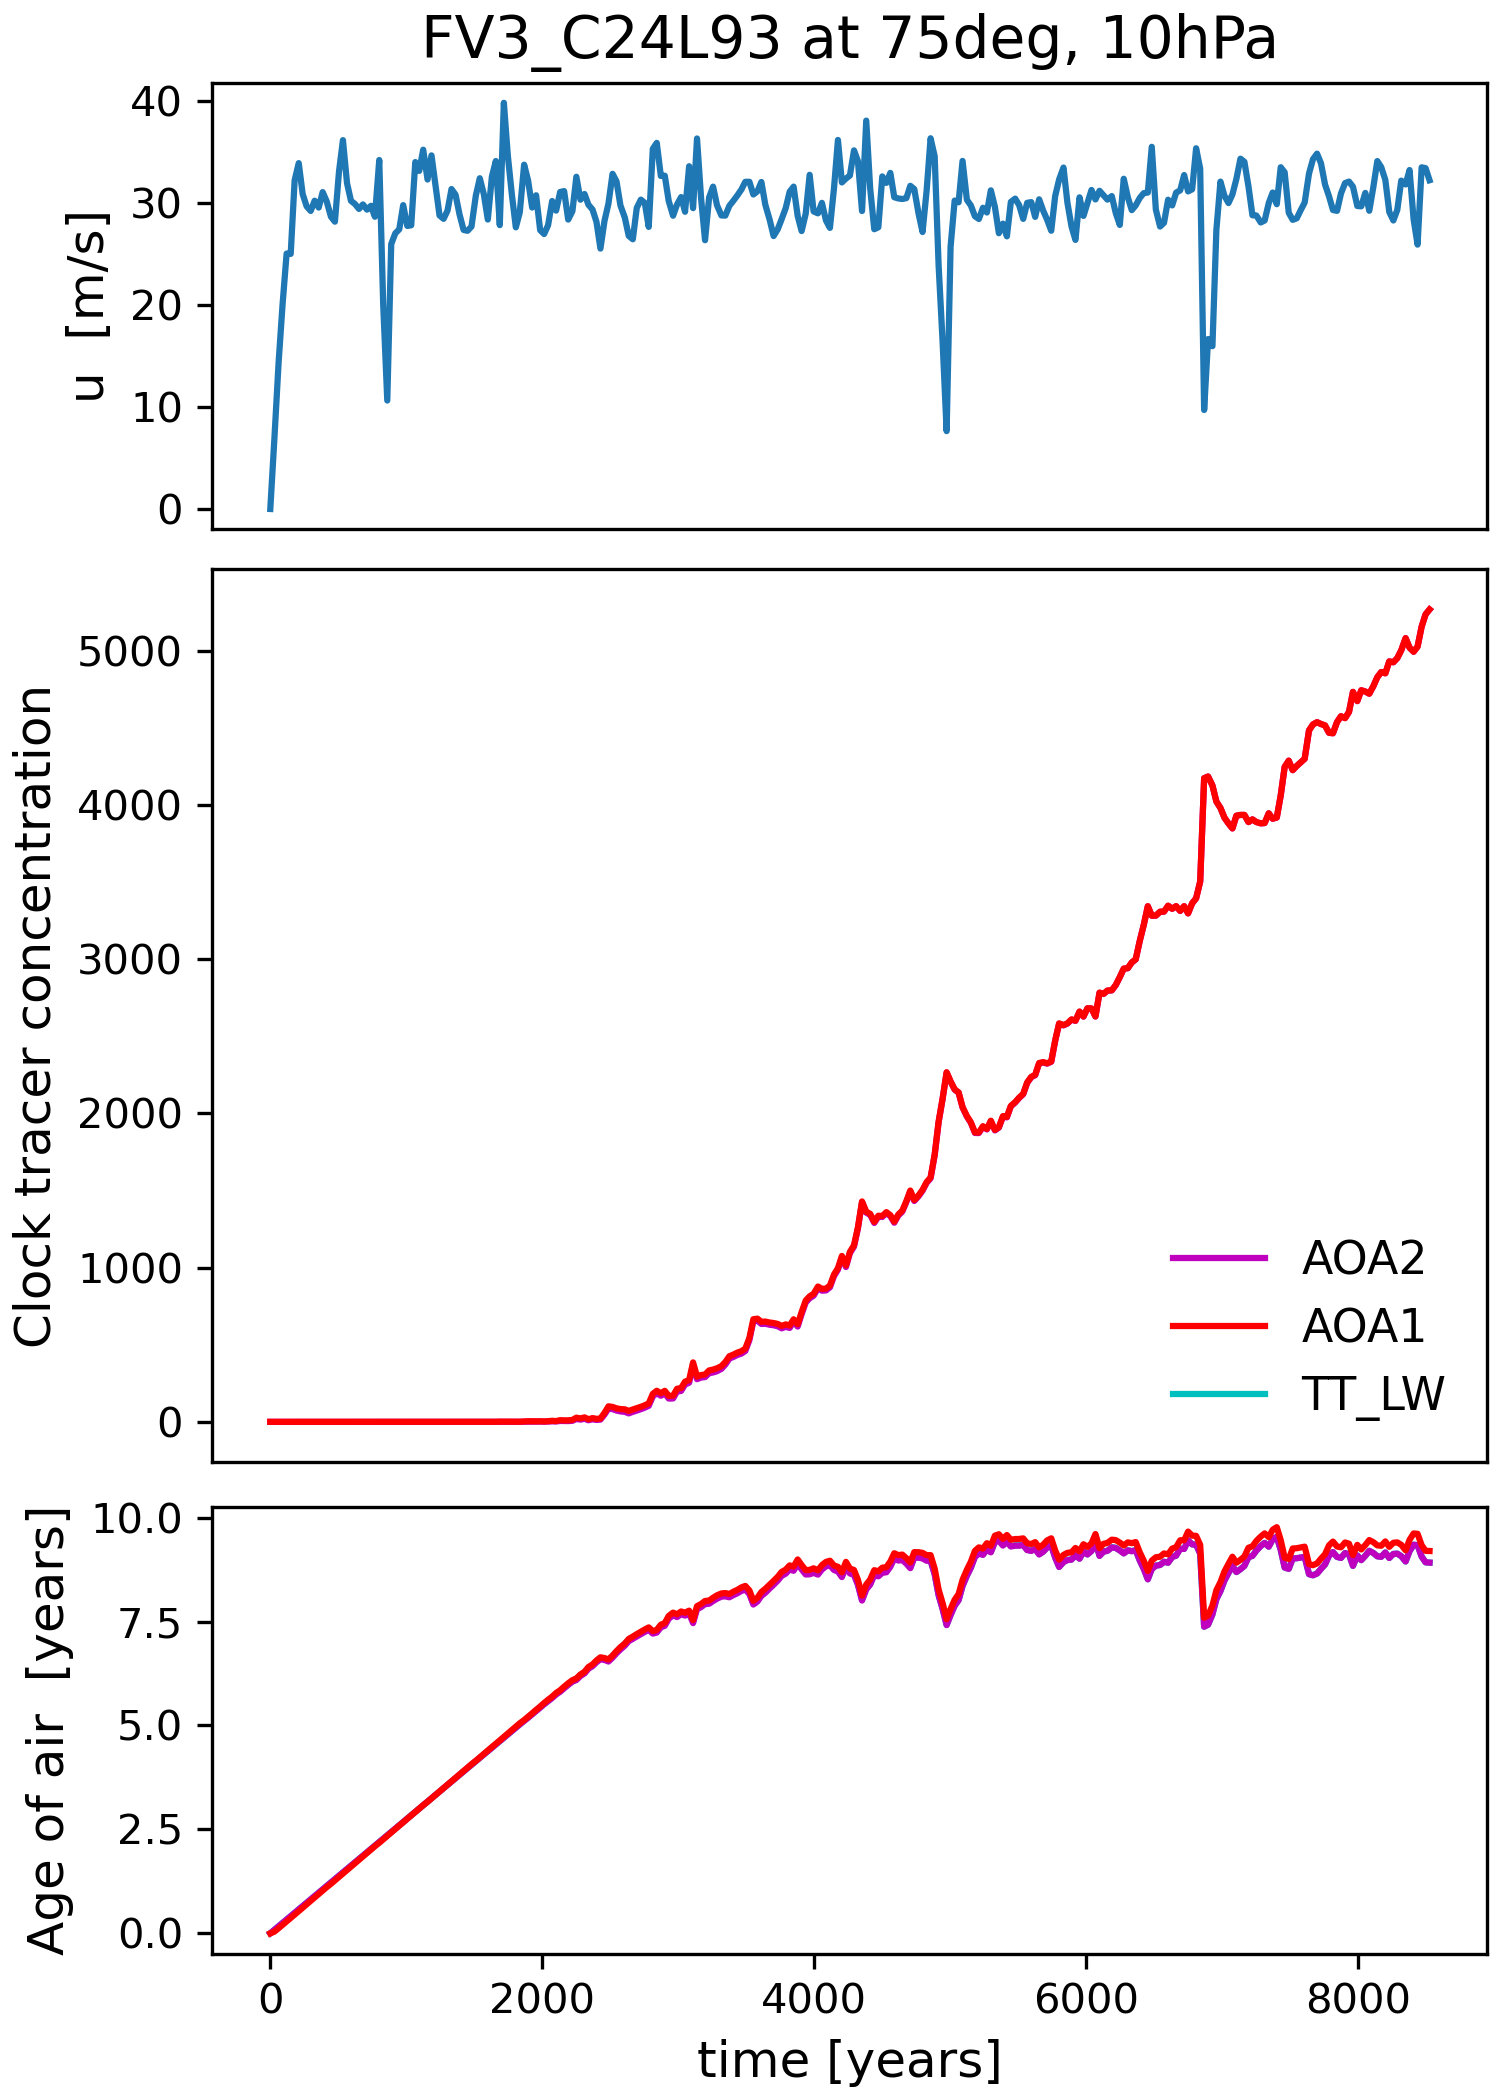 FV3_C24L93 at 75deg, 10hPa
40
30
20
10
0
u [m/s]
5000
4000
3000
2000
1000
0
Clock tracer concentration
AOA2
AOA1
TT_LW
10.0
7.5
5.0
2.5
0.0
Age of air [years]
0 2000 4000 6000 8000
time [years]